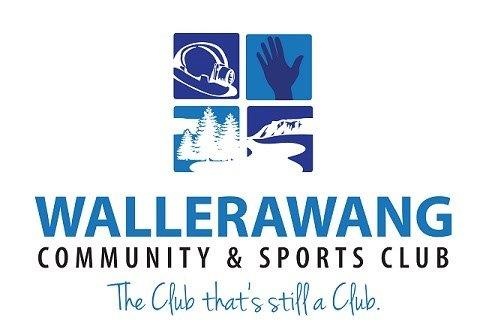 WALLERAWANG
COMMUNITY & SPORTS CLUB
The Club that's still a Club.